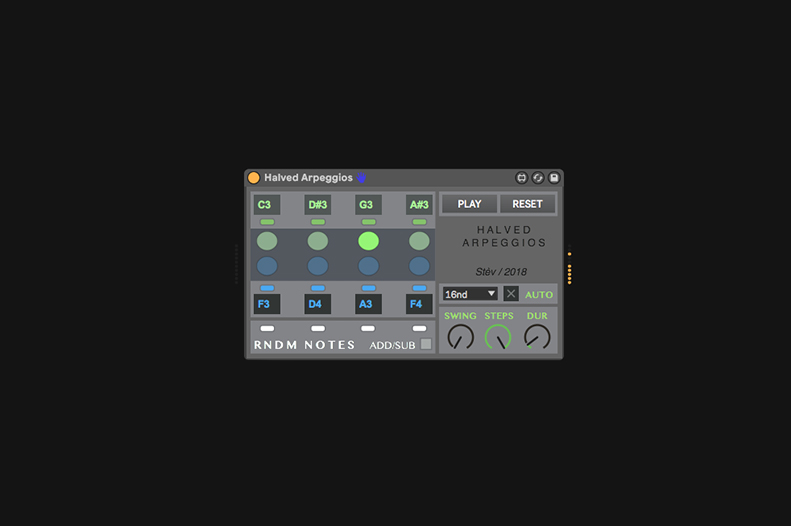 Halved Arpeggios
C3 D#3 G3 A#3
PLAY RESET
HALVED
ARPEGGIOS
Stév / 2018
16nd AUTO
F3 D4 A3 F4
SWING STEPS DUR
RNDM NOTES ADD/SUB